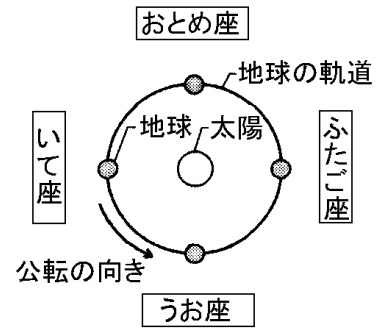 おとめ座
地球の軌道
地球
太陽
いて座
ふたご座
公転の向き
うお座